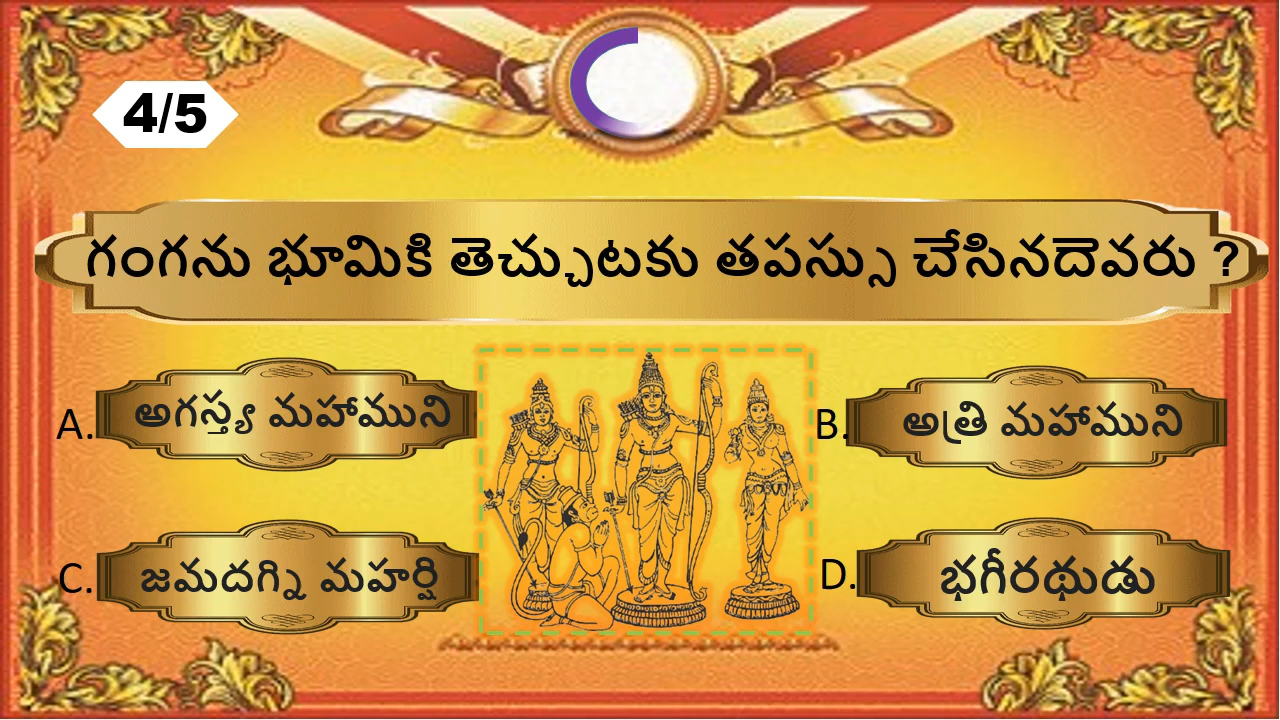 4/5
గంగను భూమికి తెచ్చుటకు తపస్సు చేసినదెవరు ?
A. అగస్త్య మహాముని
B. అత్రి మహాముని
C. జమదగ్ని మహర్షి
D. భగీరథుడు